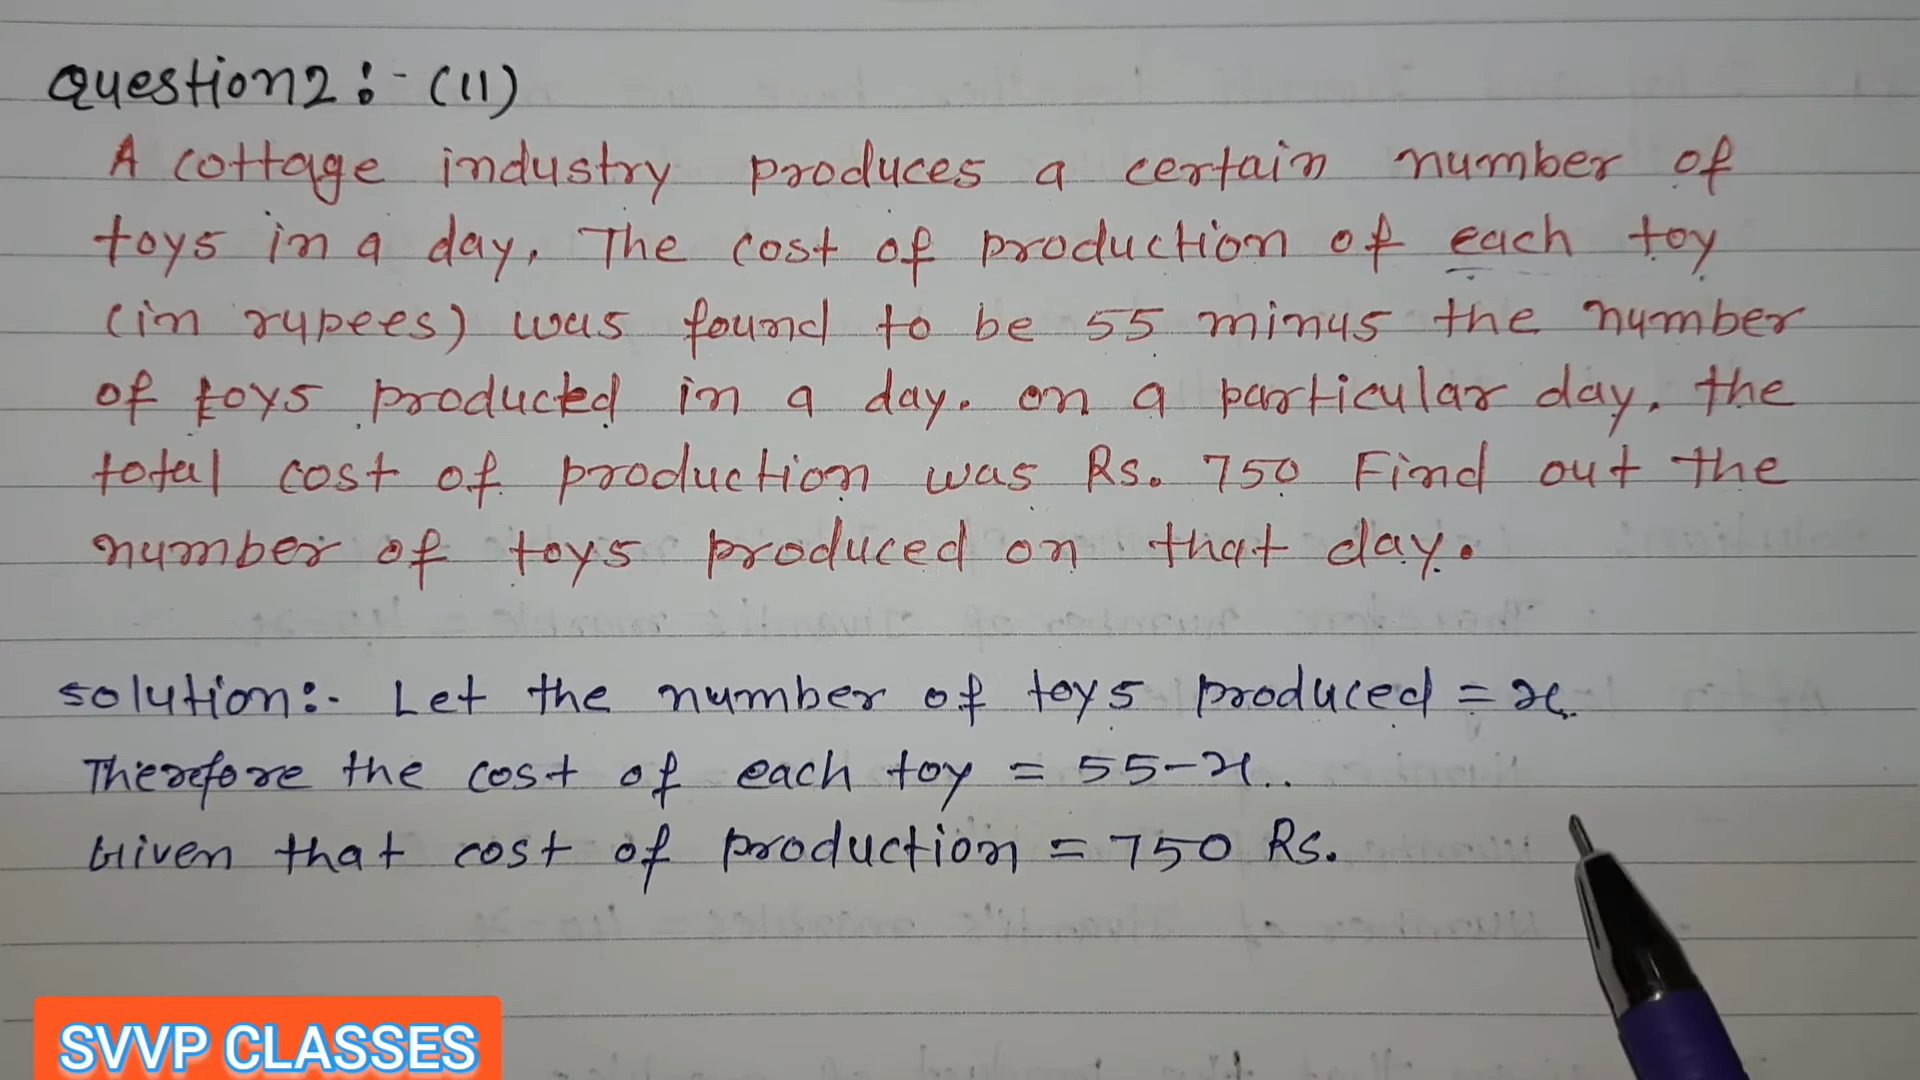 Question2:- (11)
A cottage industry produces a certain number of
toys in a day. The cost of production of each toy
(in rupees) was found to be 55 minus the number
of toys producted in a day. on a particular day, the
total cost of production was Rs. 750 Find out the
number of toys produced on that day.
solution:- Let the number of toys produced = x.
Therefore the cost of each toy = 55-x..
Given that cost of production = 750 Rs.
SVVP CLASSES